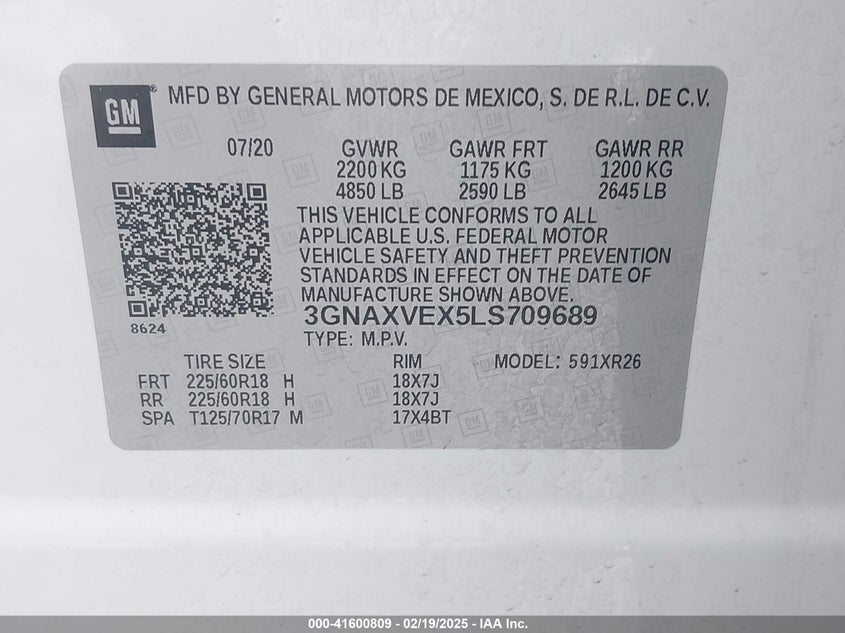 GM ® MFD BY GENERAL MOTORS DE MEXICO, S. DE R.L. DE C.V.
07/20 GVWR GAWR FRT GAWR RR
2200 KG 1175 KG 1200 KG
4850 LB 2590 LB 2645 LB
THIS VEHICLE CONFORMS TO ALL
APPLICABLE U.S. FEDERAL MOTOR
VEHICLE SAFETY AND THEFT PREVENTION
STANDARDS IN EFFECT ON THE DATE OF
MANUFACTURE SHOWN ABOVE.
8624 3GNAXVEX5LS709689
TYPE: M.P.V.
TIRE SIZE RIM MODEL: 591XR26
FRT 225/60R18 H 18X7J
RR 225/60R18 H 18X7J
SPA T125/70R17 M 17X4BT
000-41600809 - 02/19/2025 - IAA Inc.